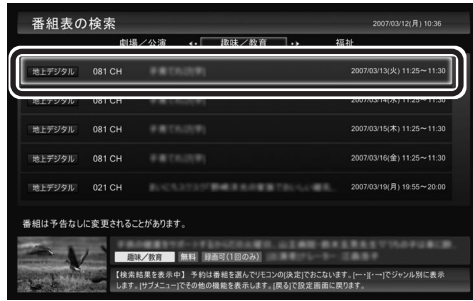 番組表の検索
2007/03/12(月) 10:36
劇場/公演 趣味/教育 福祉
地上デジタル 081 CH 2007/03/13(火) 11:25〜11:30
地上デジタル 081 CH 2007/03/14(水) 11:25〜11:30
地上デジタル 081 CH 2007/03/15(木) 11:25〜11:30
地上デジタル 081 CH 2007/03/16(金) 11:25〜11:30
地上デジタル 021 CH 2007/03/19(月) 19:55〜20:00
番組は予告なしに変更されることがあります。
趣味/教育 無料 録画可(1回のみ)
【検索結果を表示中】 予約は番組を選んでリモコンの[決定]でおこないます。[←・][・→]でジャンル別に表示
します。[サブメニュー]でその他の機能を表示します。[戻る]で設定画面に戻ります。